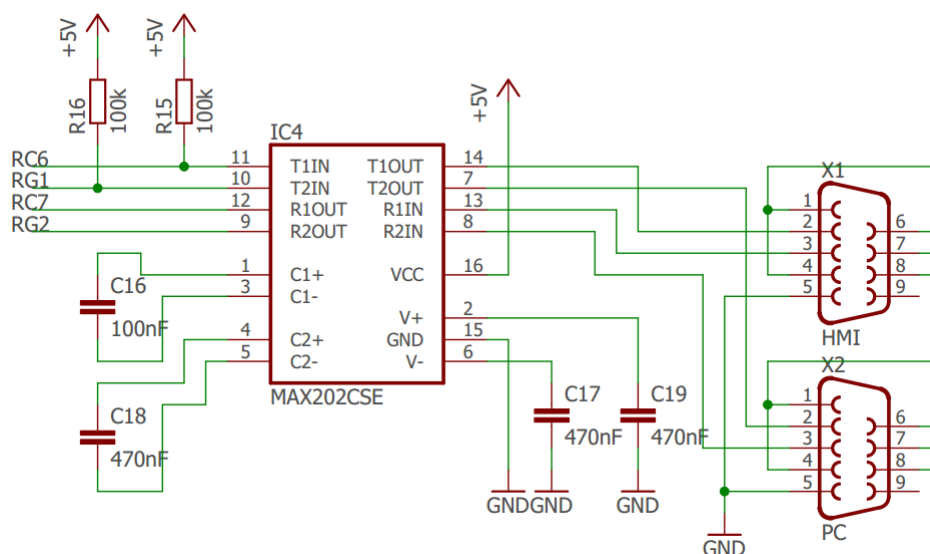 +5V
+5V
R16
100k
R15
100k
+5V
IC4
RC6
11
T1IN
T1OUT
14
RG1
10
T2IN
T2OUT
7
RC7
12
R1OUT
R1IN
13
RG2
9
R2OUT
R2IN
8
1
C1+
VCC
16
3
C1-
C16
100nF
V+
2
4
C2+
GND
15
5
C2-
V-
6
MAX202CSE
C18
470nF
C17
470nF
C19
470nF
GND
GND
GND
X1
1
2
3
4
5
6
7
8
9
HMI
X2
1
2
3
4
5
6
7
8
9
PC
GND